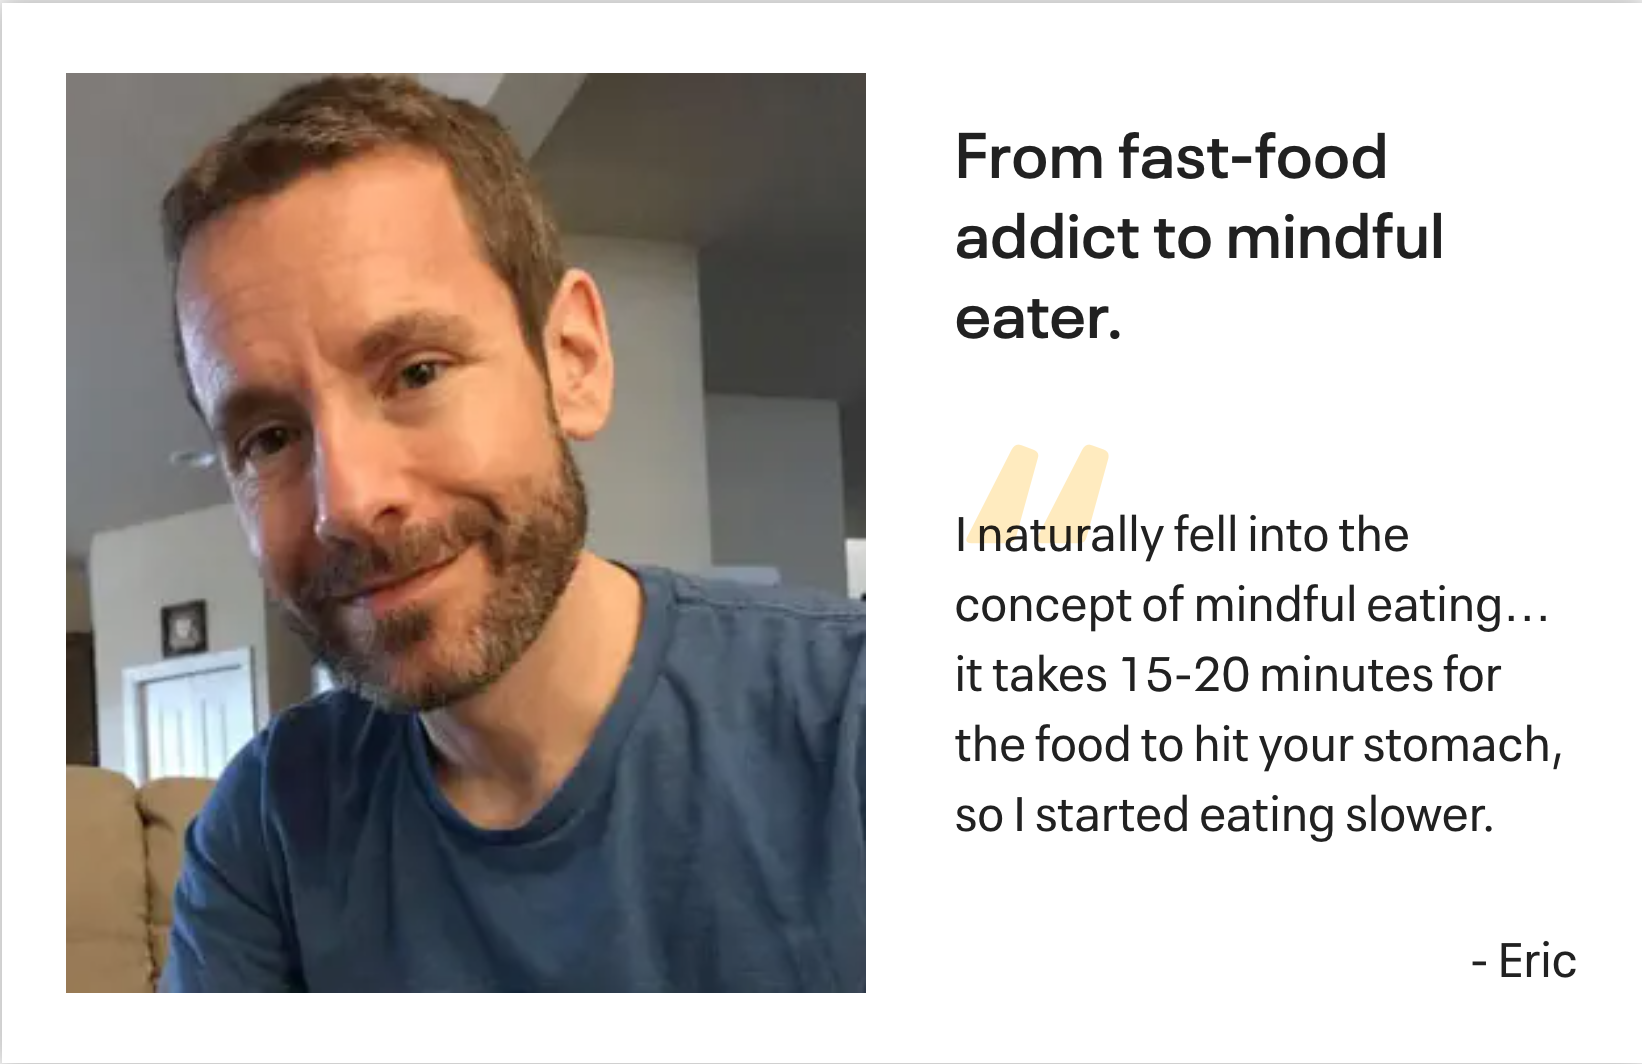 From fast-food
addict to mindful
eater.
“
I naturally fell into the
concept of mindful eating…
it takes 15-20 minutes for
the food to hit your stomach,
so I started eating slower.
- Eric